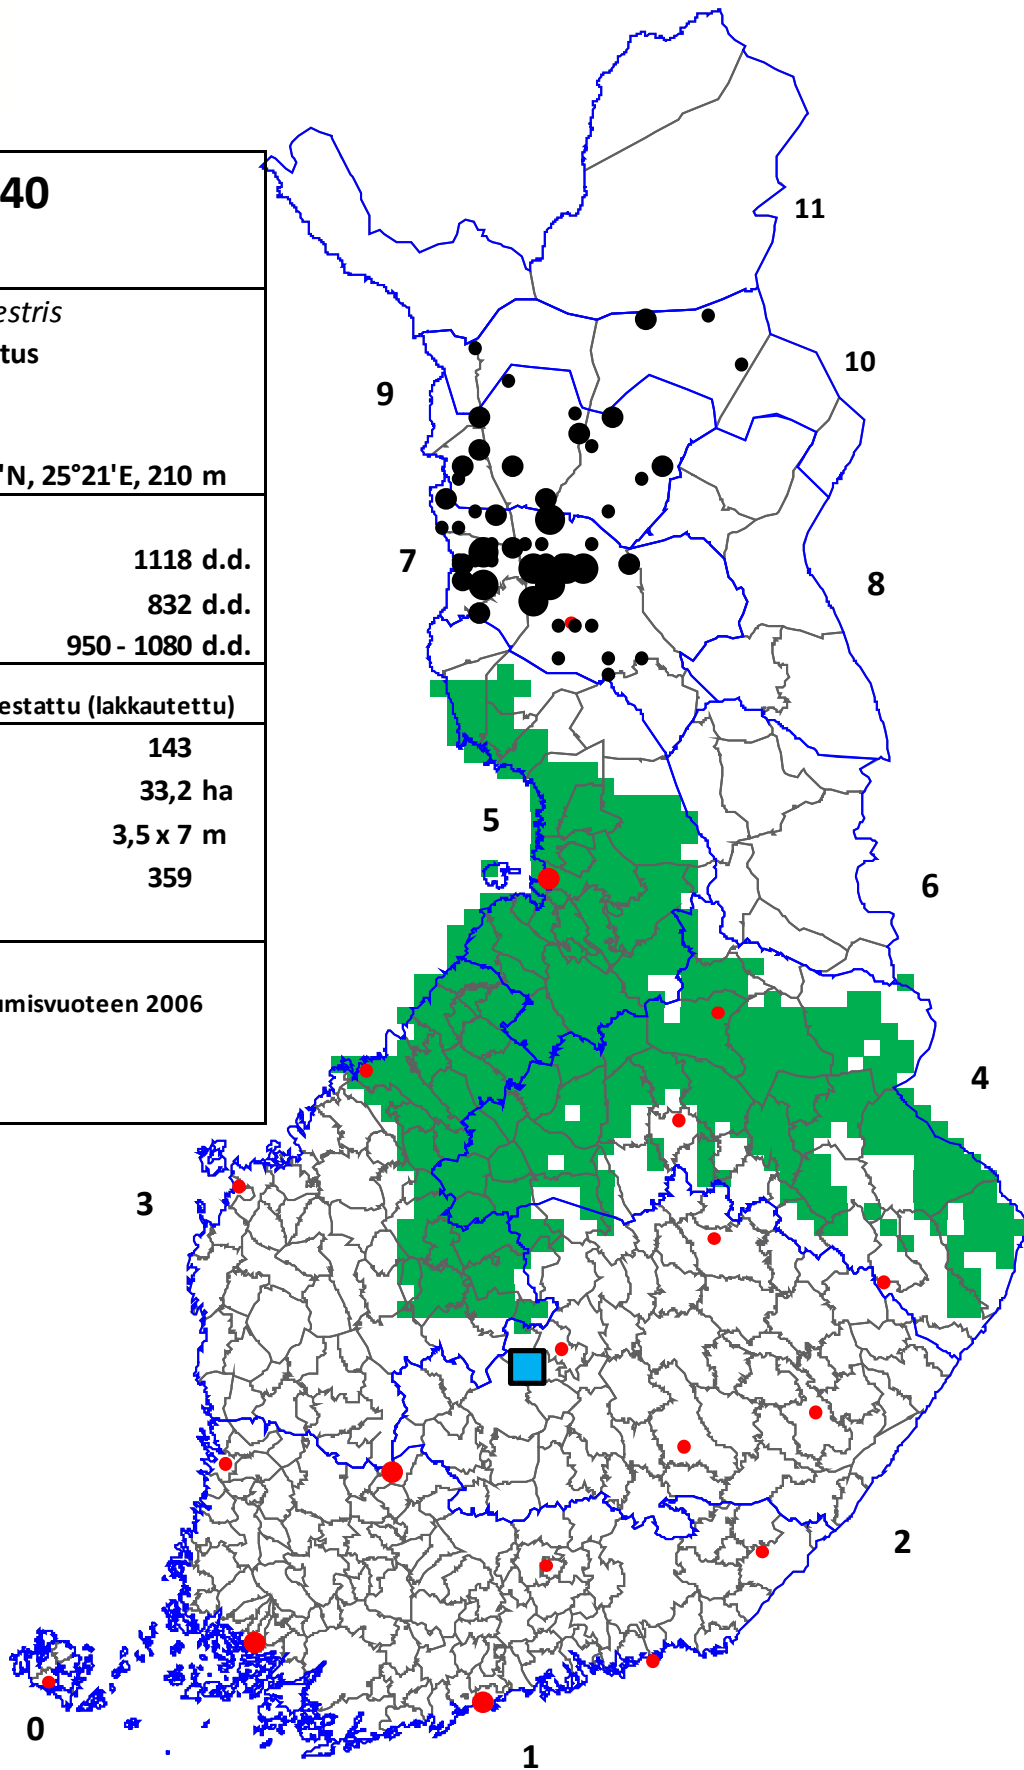 40
estris
tus
'N, 25°21'E, 210 m
1118 d.d.
832 d.d.
950 - 1080 d.d.
estattu (lakkautettu)
143
33,2 ha
3,5 x 7 m
359
umisvuoteen 2006
11
10
9
8
7
6
5
4
3
2
1
0